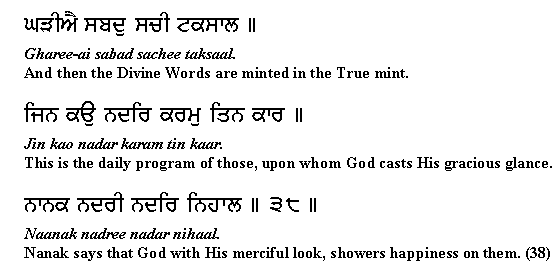 ਘੜੀਐ ਸਬਦੁ ਸਚੀ ਟਕਸਾਲ ॥
Gharee-ai sabad sachee taksaal.
And then the Divine Words are minted in the True mint.
ਜਿਨ ਕਉ ਨਦਰਿ ਕਰਮੁ ਤਿਨ ਕਾਰ ॥
Jin kao nadar karam tin kaar.
This is the daily program of those, upon whom God casts His gracious glance.
ਨਾਨਕ ਨਦਰੀ ਨਦਰਿ ਨਿਹਾਲ ॥ ੩੮ ॥
Naanak nadree nadar nihaal.
Nanak says that God with His merciful look, showers happiness on them. (38)